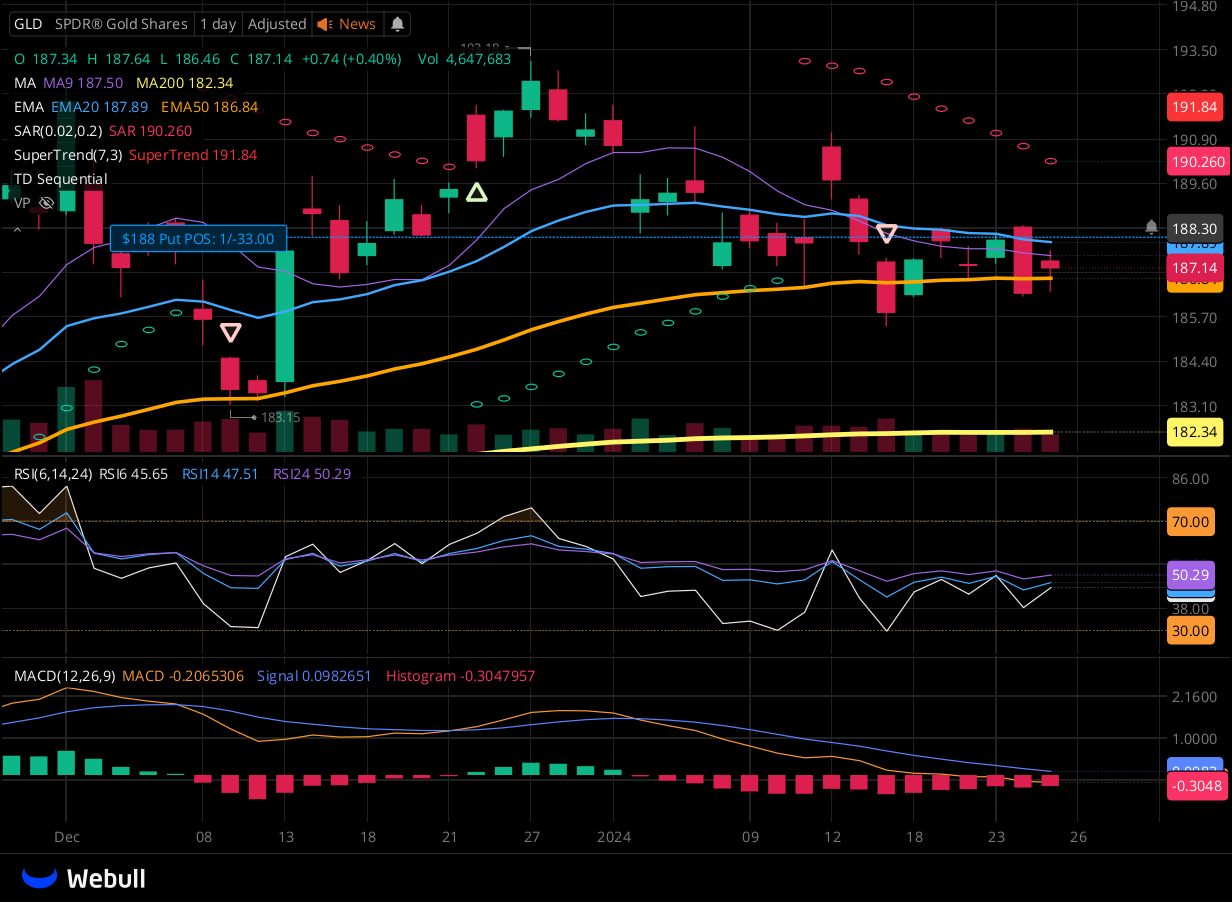 GLD SPDR® Gold Shares 1 day Adjusted News
194.80
193.50
O 187.34 H 187.64 L 186.46 C 187.14 +0.74 (+0.40%) Vol 4,647,683
MA MA9 187.50 MA200 182.34
EMA EMA20 187.89 EMA50 186.84
191.84
SAR(0.02,0.2) SAR 190.260
190.90
SuperTrend(7,3) SuperTrend 191.84
190.260
TD Sequential
189.60
VP
188.30
$188 Put POS: 1/-33.00
187.14
185.70
184.40
183.15
183.10
182.34
RSI(6,14,24) RSI6 45.65 RSI14 47.51 RSI24 50.29
86.00
70.00
50.29
38.00
30.00
MACD(12,26,9) MACD -0.2065306 Signal 0.0982651 Histogram -0.3047957
2.1600
1.0000
-0.3048
Dec 08 13 18 21 27 2024 09 12 18 23 26
Webull